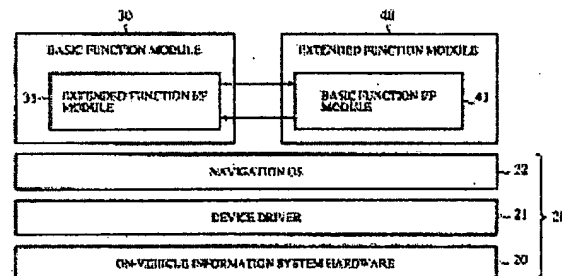 30
40
BASIC FUNCTION MODULE
EXTENDED FUNCTION MODULE
31
EXTENDED FUNCTION I/F
MODULE
BASIC FUNCTION I/F
MODULE
41
NAVIGATION OS
22
DEVICE DRIVER
21
ON-VEHICLE INFORMATION SYSTEM HARDWARE
20